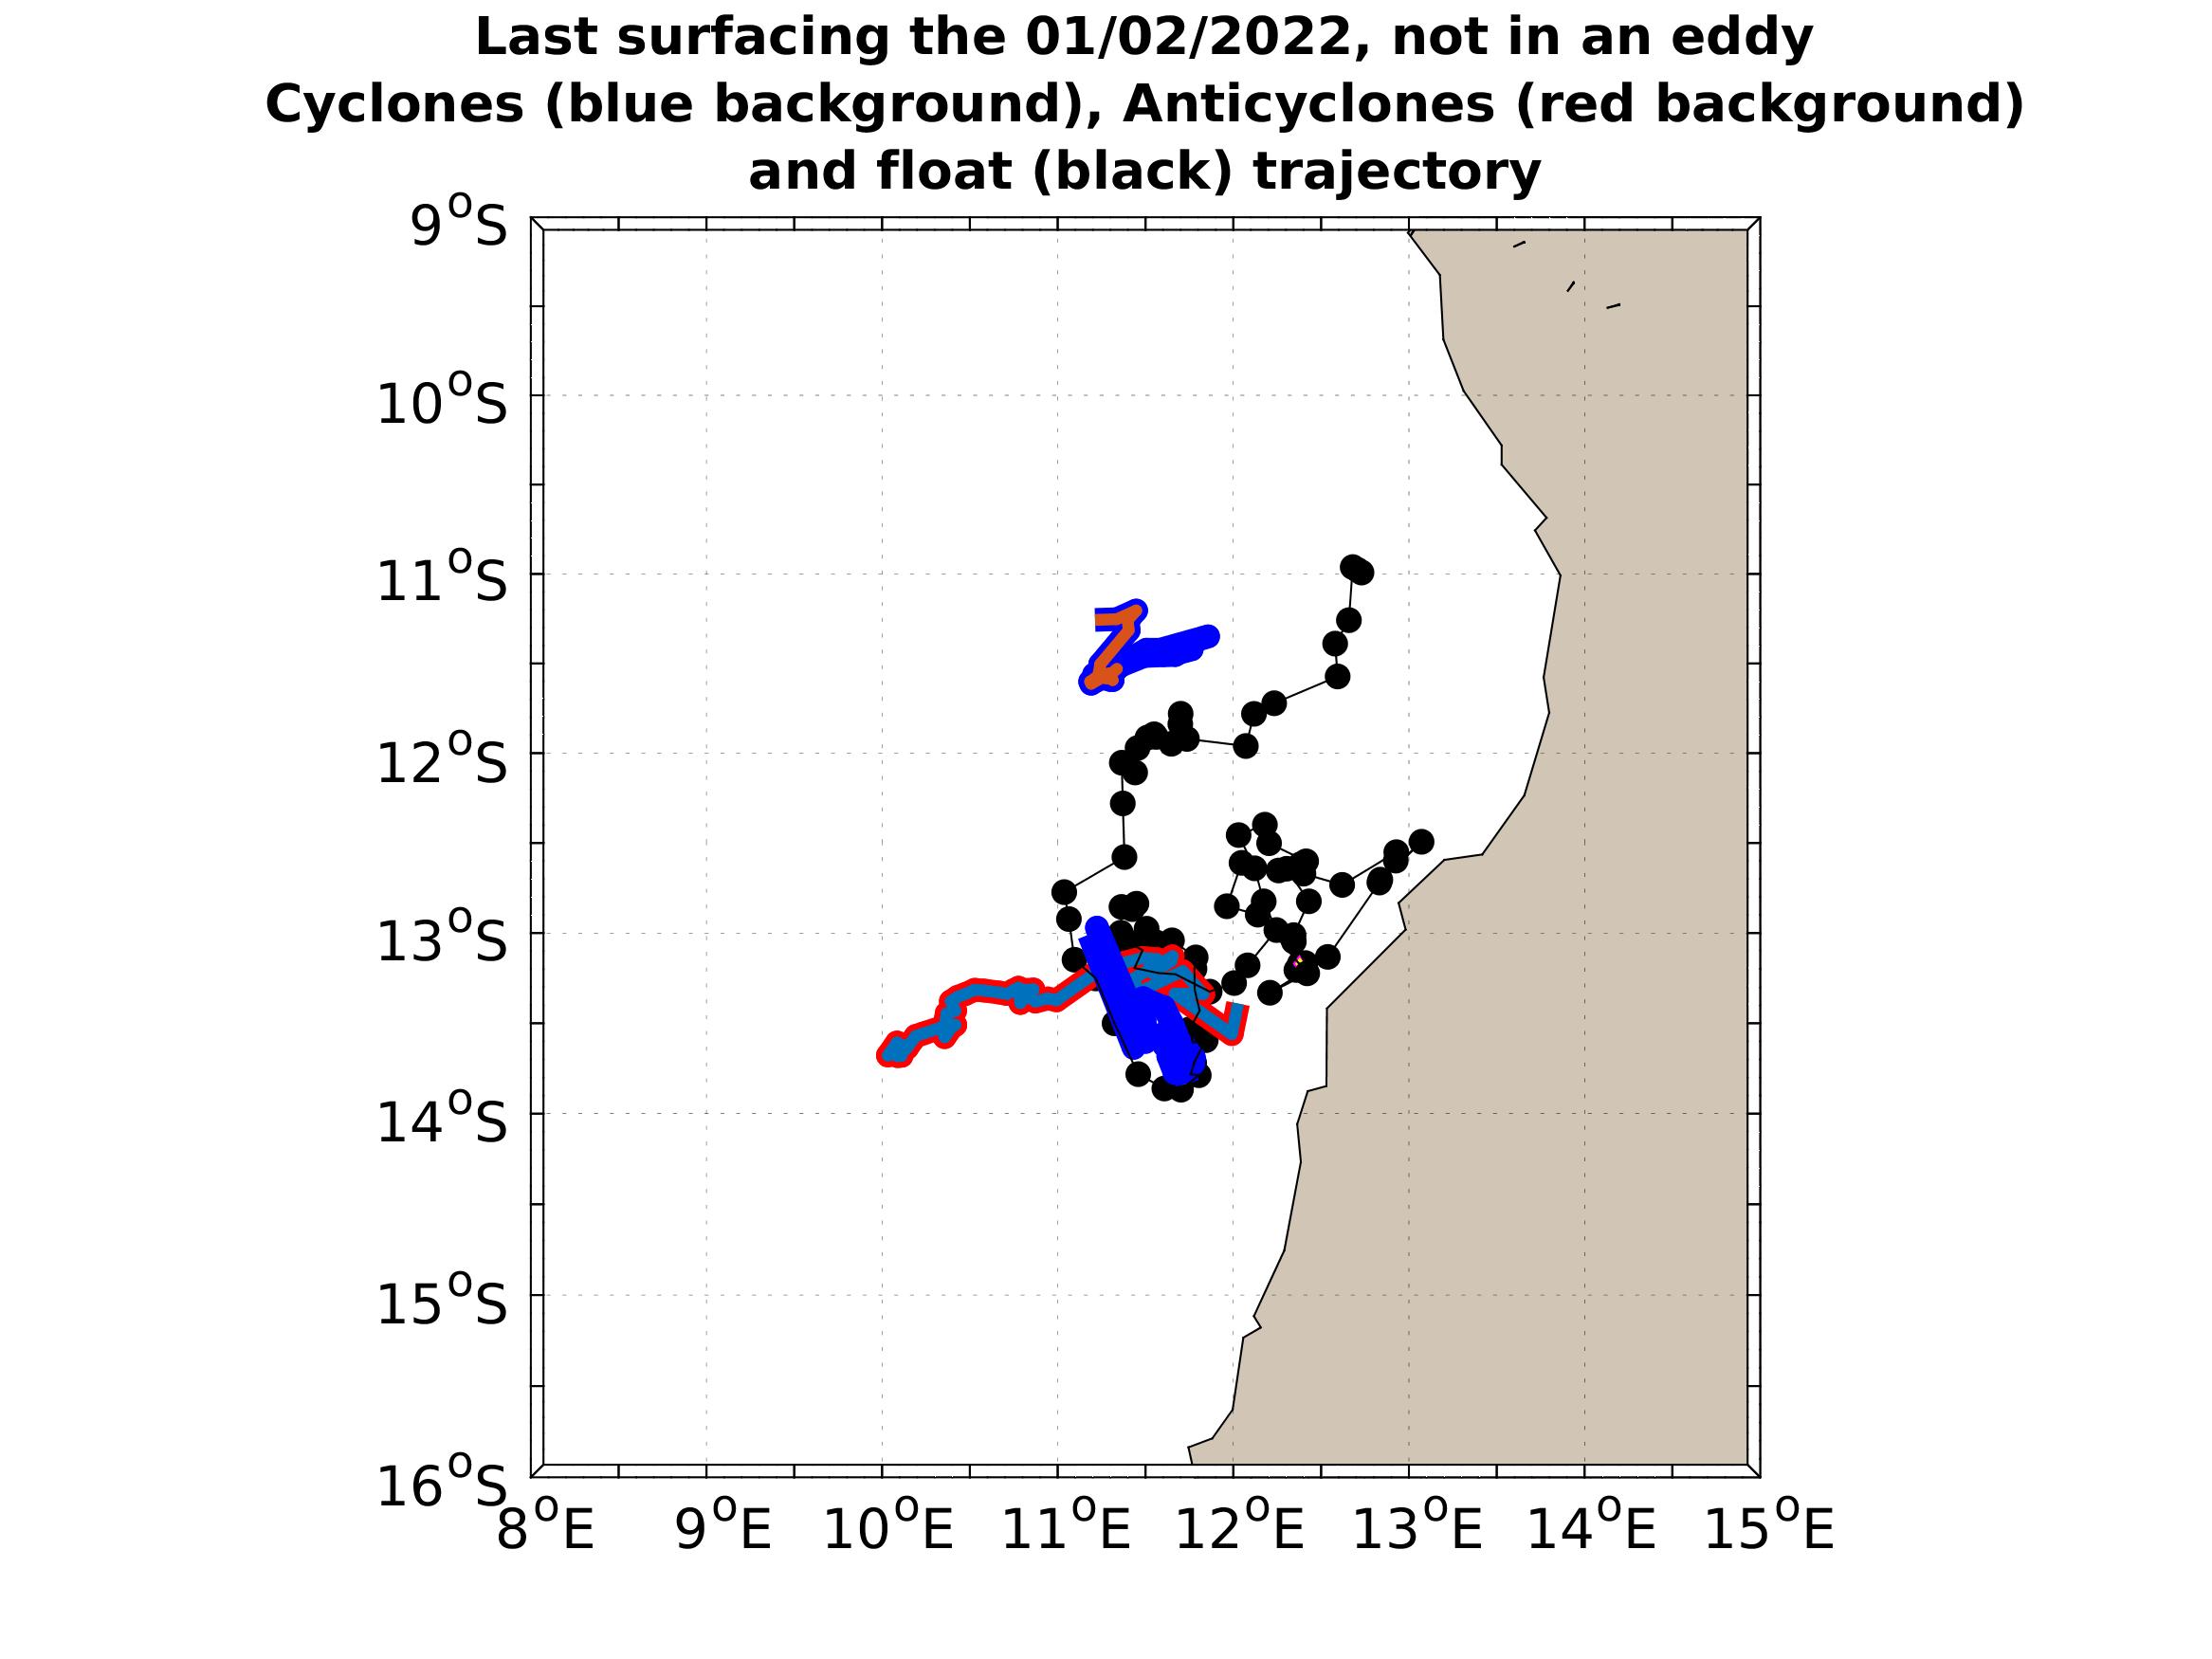 Last surfacing the 01/02/2022, not in an eddy
Cyclones (blue background), Anticyclones (red background)
and float (black) trajectory
9°S
10°S
11°S
12°S
13°S
14°S
15°S
16°S
8°E 9°E 10°E 11°E 12°E 13°E 14°E 15°E